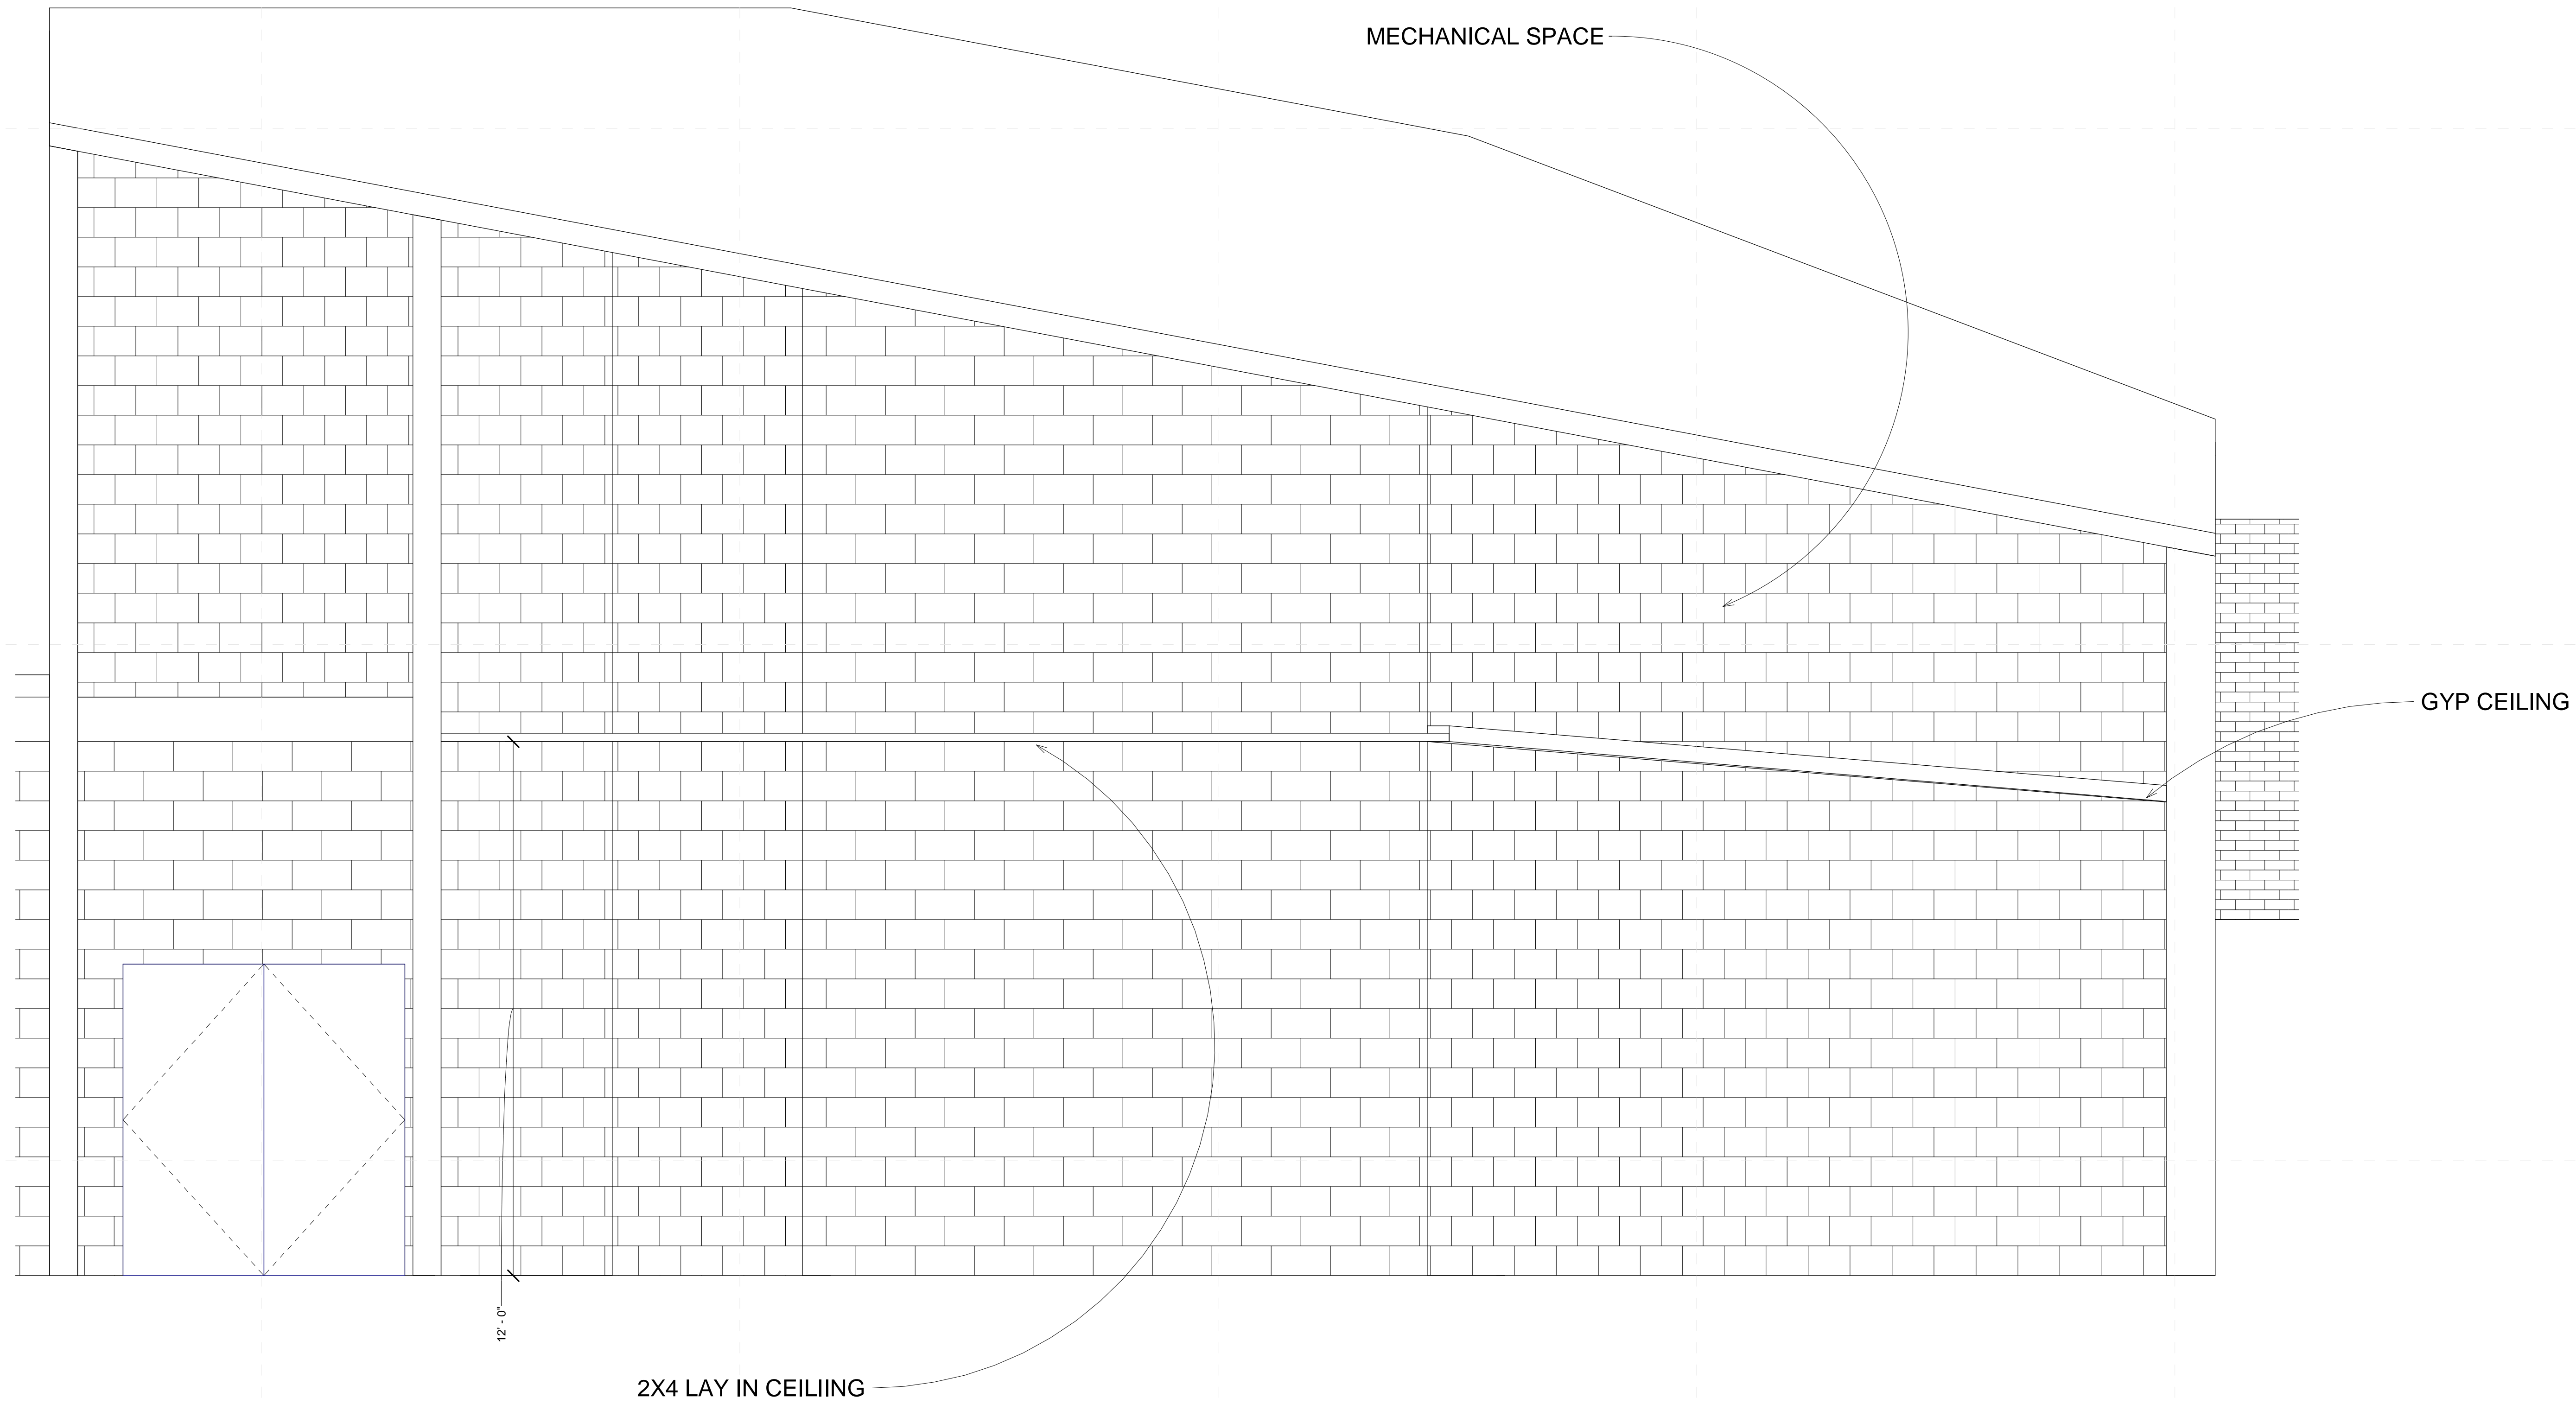 MECHANICAL SPACE
GYP CEILING
12' - 0"
2X4 LAY IN CEILIING